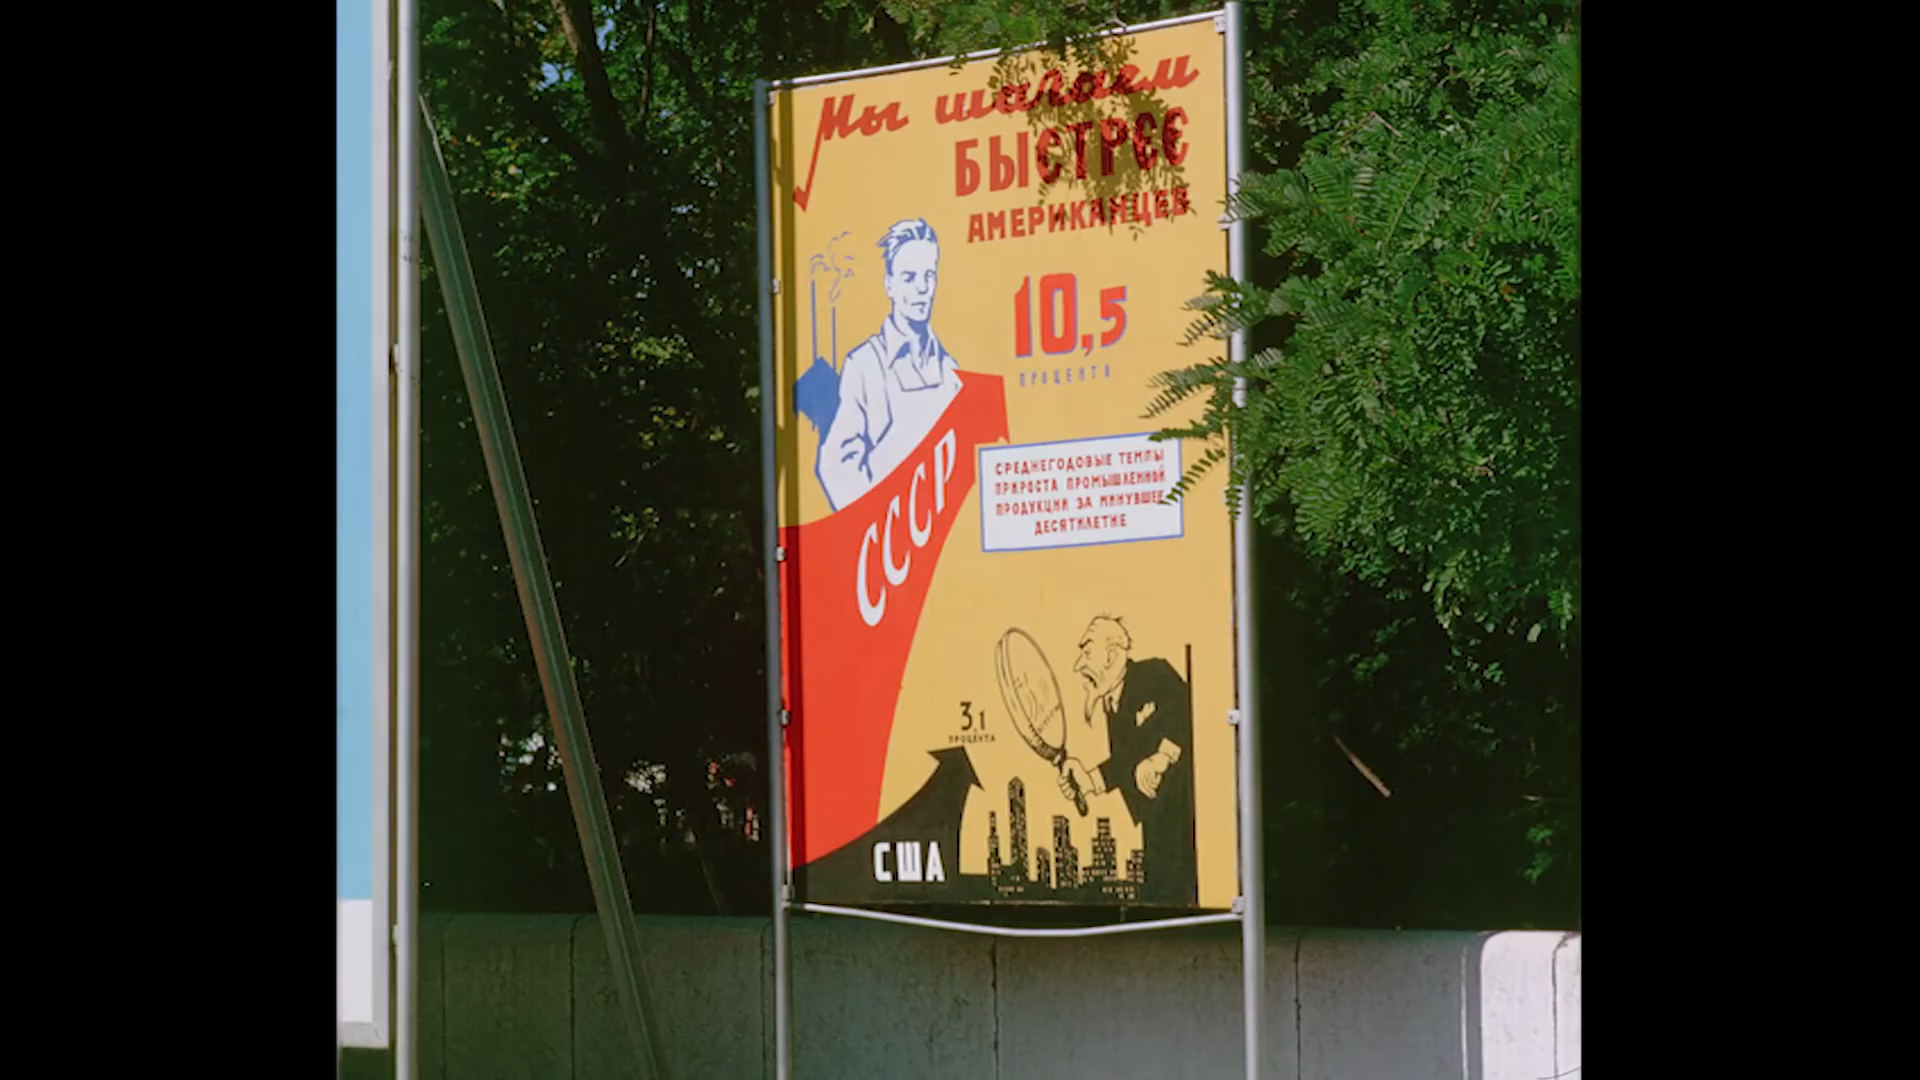 Мы шагаем
БЫСТРЕЕ
АМЕРИКАНЦЕВ
10,5
ПРОЦЕНТА
СССР
СРЕДНЕГОДОВЫЕ ТЕМПЫ
ПРИРОСТА ПРОМЫШЛЕННОЙ
ПРОДУКЦИИ ЗА МИНУВШЕЕ
ДЕСЯТИЛЕТИЕ
3,1
ПРОЦЕНТА
США